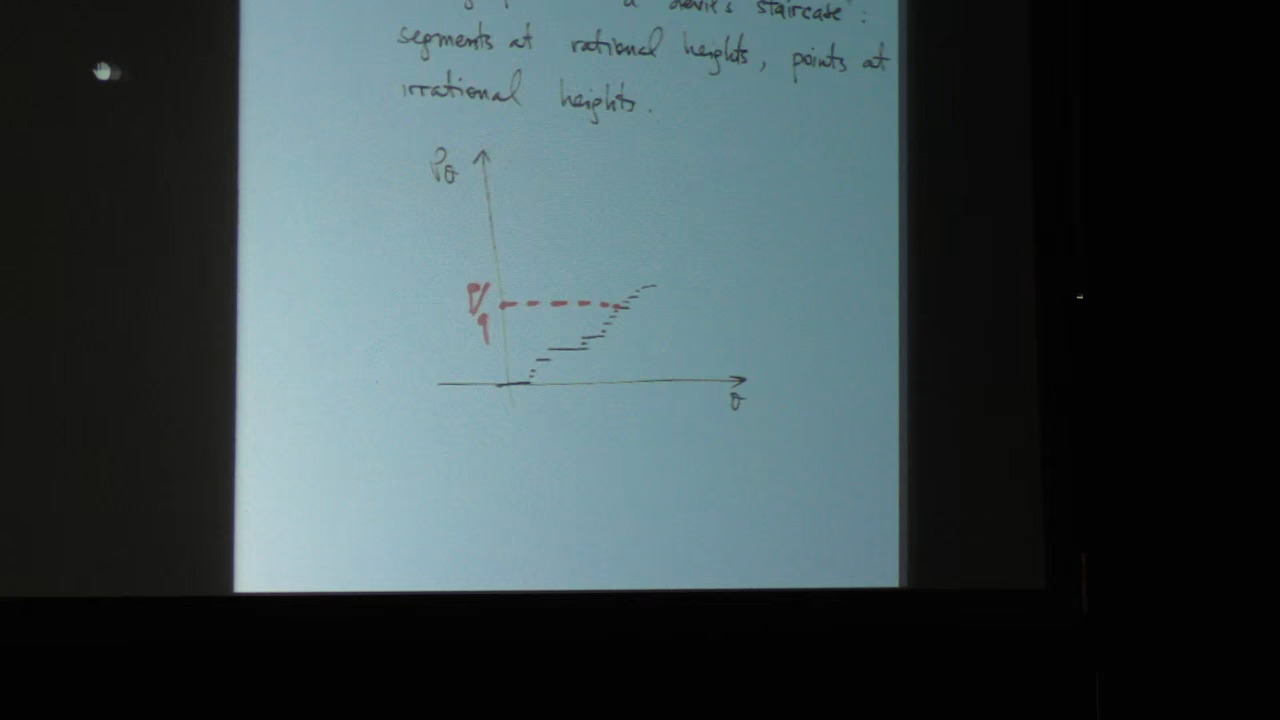 a "devil's staircase":
segments at rational heights, points at
irrational heights.
ρθ
p/q
θ